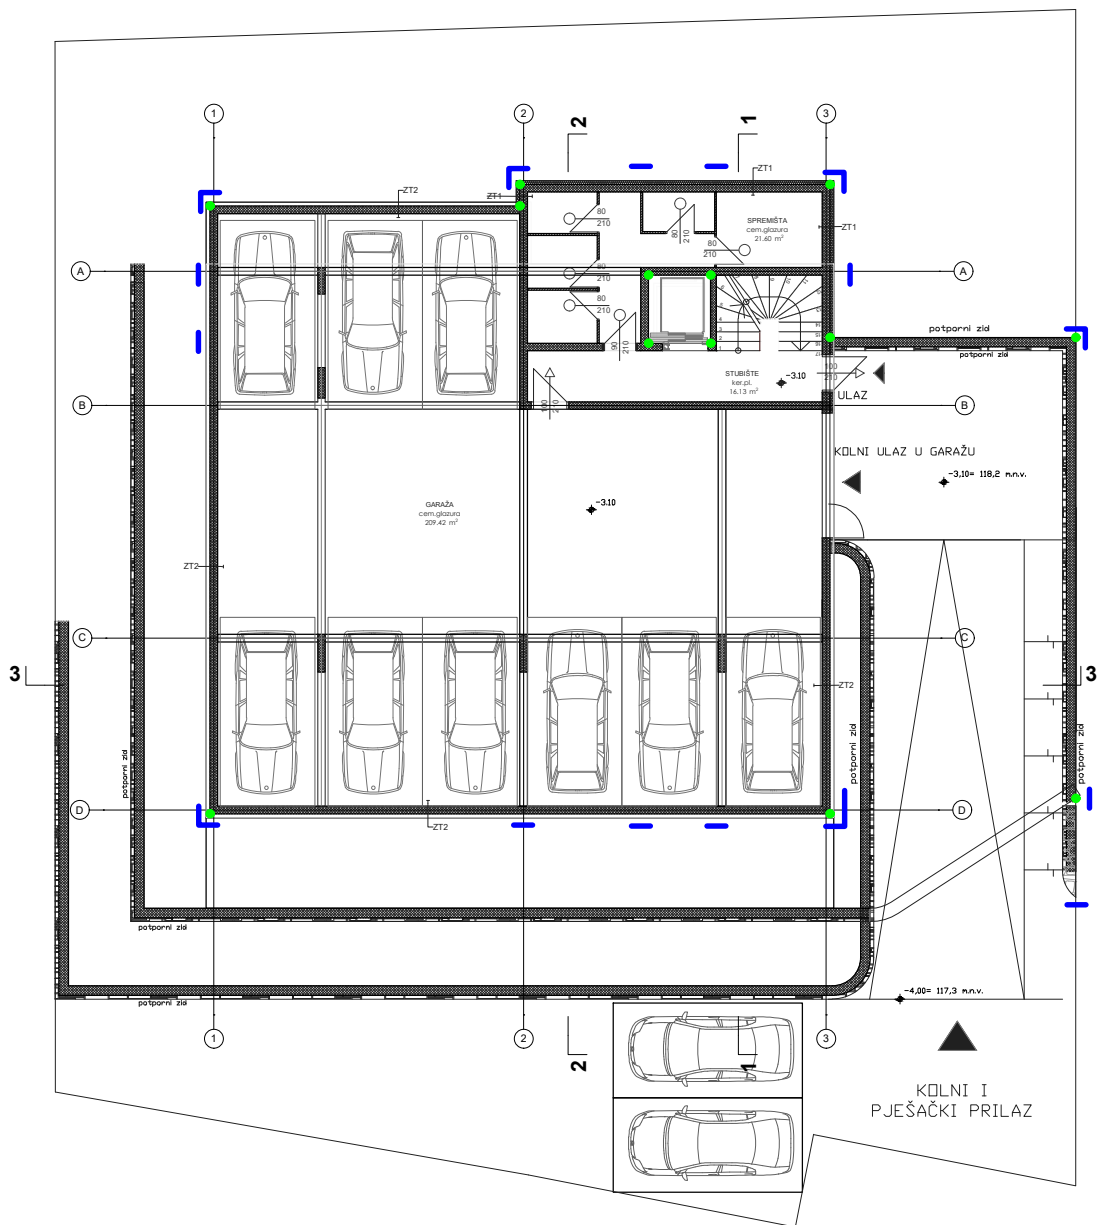 1
2
3
2
1
ZT2
ZT1
ZT1
80
210
80
210
SPREMIŠTA
cem.glazura
21.60 m²
ZT1
80
210
A
80
210
A
80
210
90
210
potporni zid
potporni zid
STUBIŠTE
ker.pl.
16.13 m²
-3.10
100
210
ULAZ
B
100
210
B
KOLNI ULAZ U GARAŽU
-3,10= 118,2 m.n.v.
GARAŽA
cem.glazura
209.42 m²
-3.10
ZT2
C
C
3
ZT2
3
potporni zid
potporni zid
potporni zid
D
ZT2
D
potporni zid
potporni zid
-4,00= 117,3 m.n.v.
1
2
2
1
3
KOLNI I
PJEŠAČKI PRILAZ